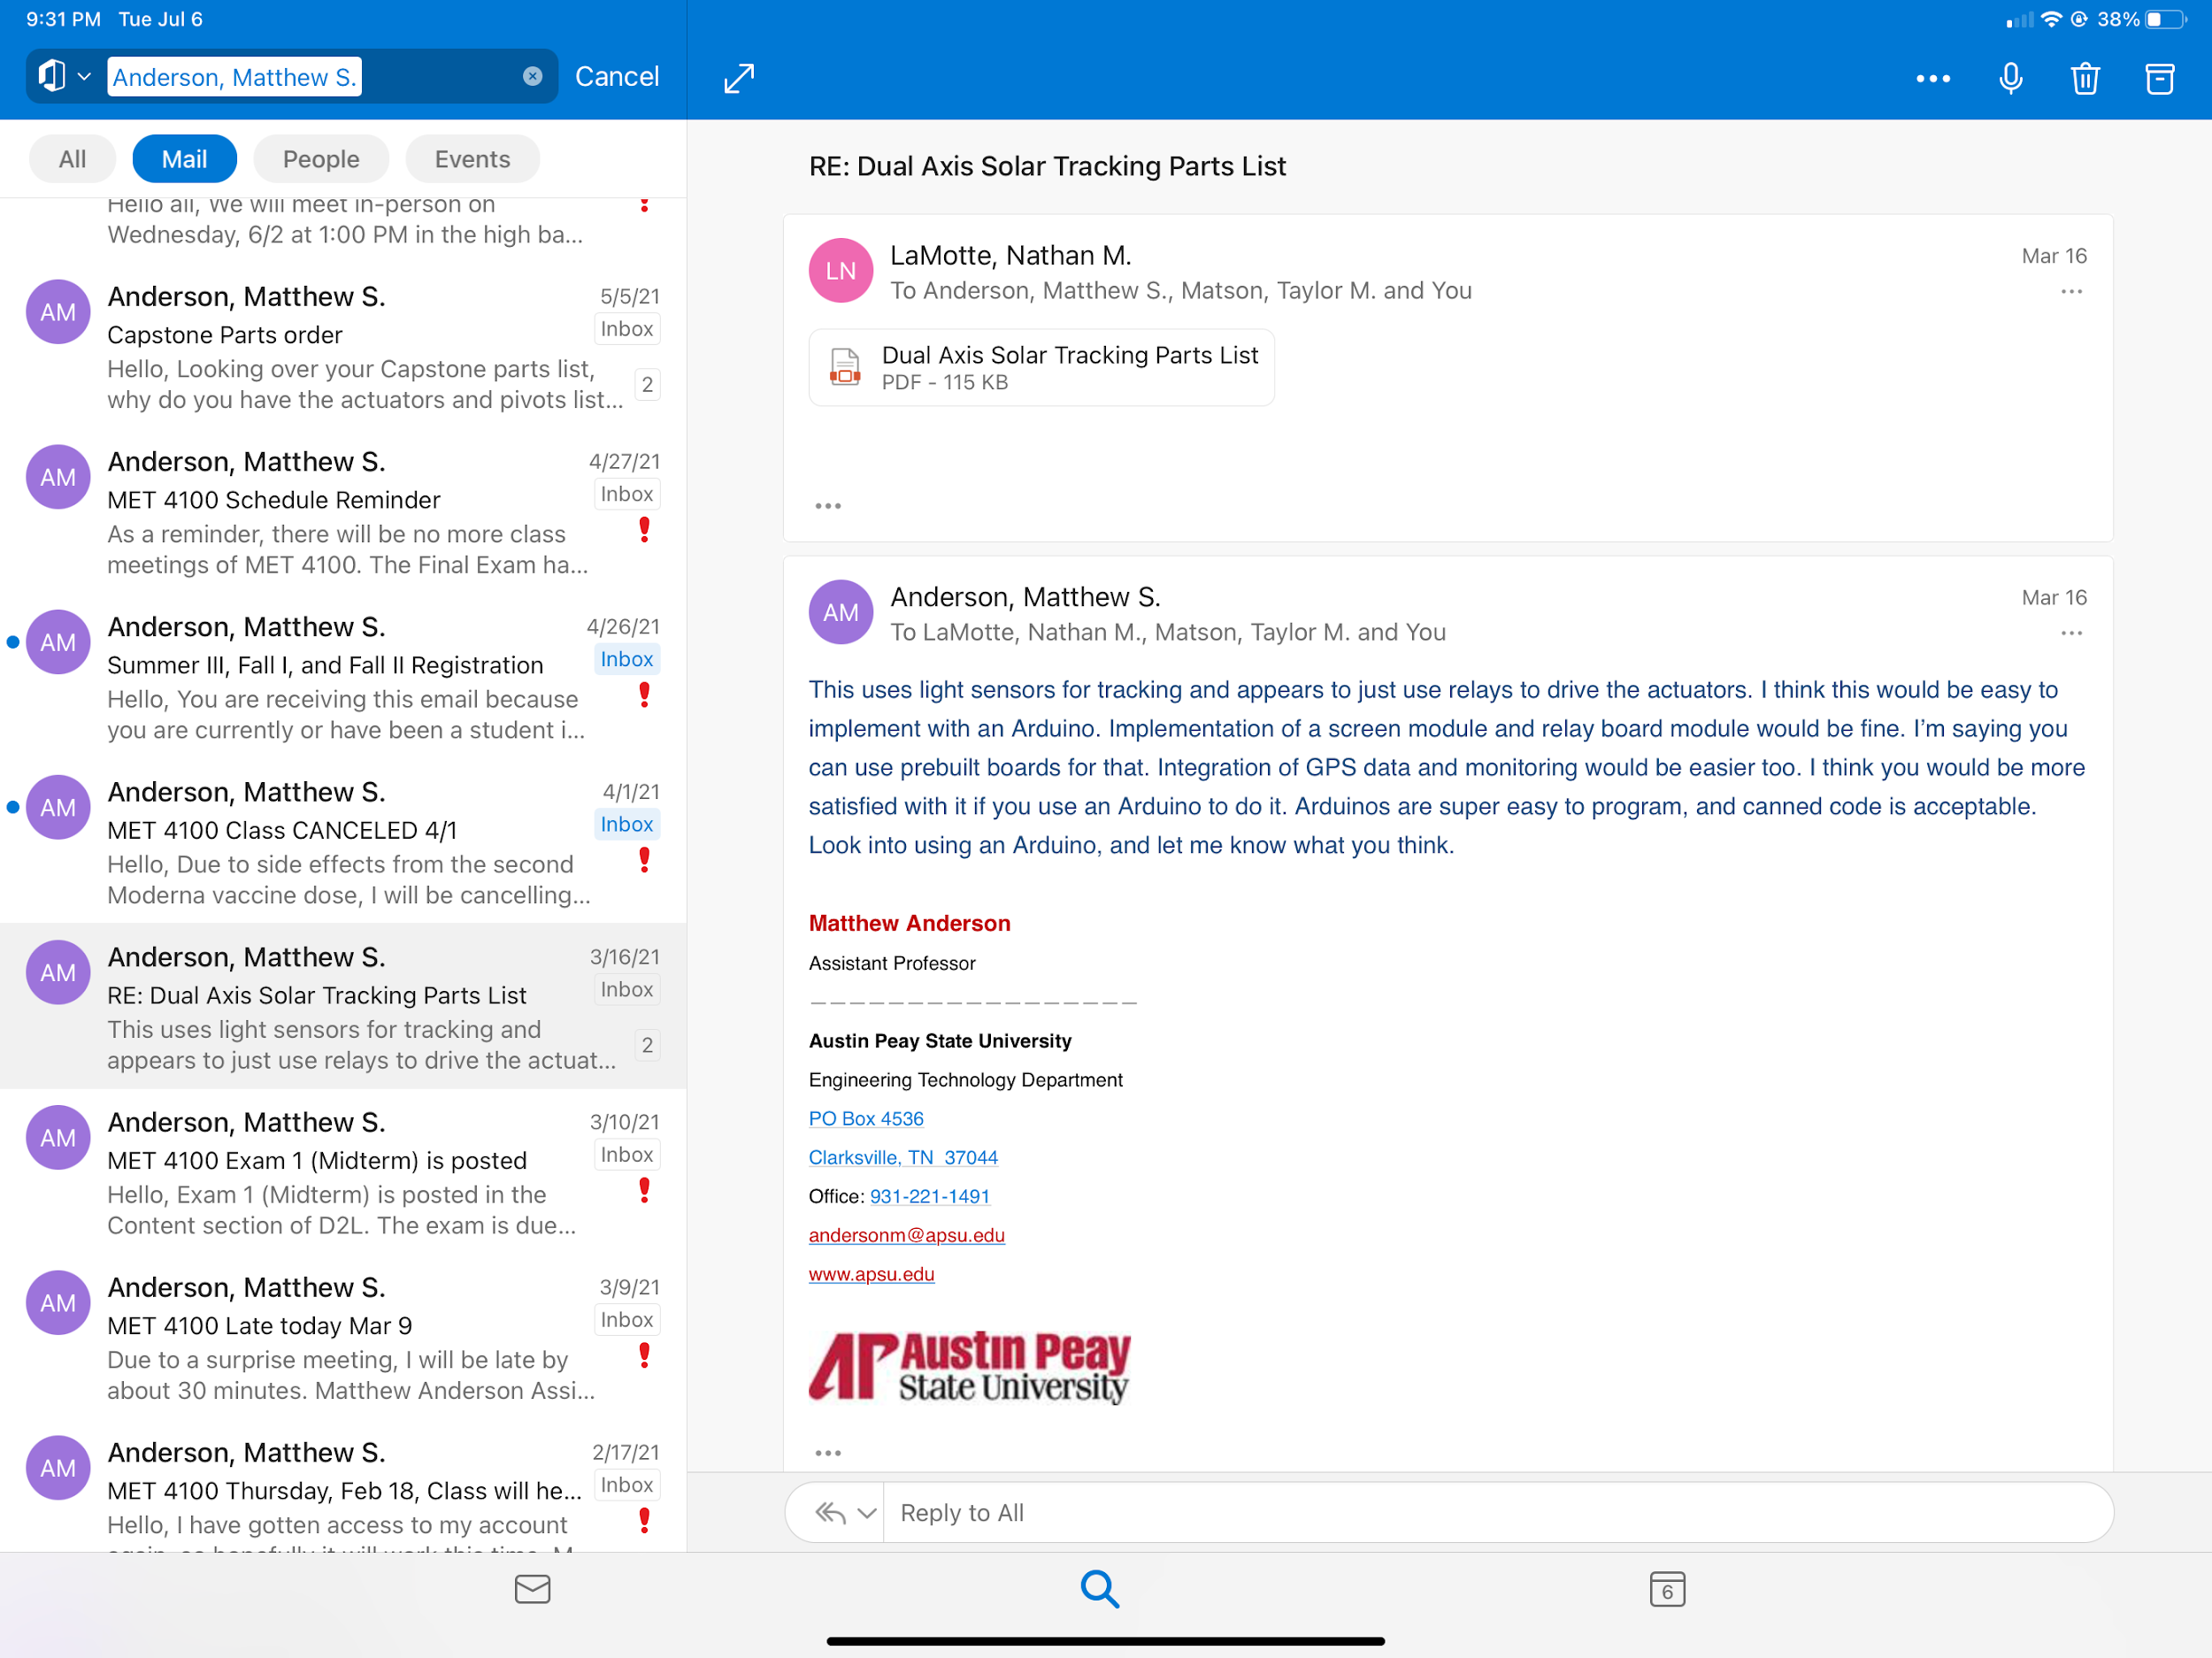 9:31 PM Tue Jul 6
38%
Anderson, Matthew S.
Cancel
All
Mail
People
Events
Hello all, We will meet in-person on
Wednesday, 6/2 at 1:00 PM in the high ba...
AM
Anderson, Matthew S.
5/5/21
Capstone Parts order
Inbox
Hello, Looking over your Capstone parts list,
why do you have the actuators and pivots list...
2
AM
Anderson, Matthew S.
4/27/21
MET 4100 Schedule Reminder
Inbox
As a reminder, there will be no more class
meetings of MET 4100. The Final Exam ha...
AM
Anderson, Matthew S.
4/26/21
Summer III, Fall I, and Fall II Registration
Inbox
Hello, You are receiving this email because
you are currently or have been a student i...
AM
Anderson, Matthew S.
4/1/21
MET 4100 Class CANCELED 4/1
Inbox
Hello, Due to side effects from the second
Moderna vaccine dose, I will be cancelling...
AM
Anderson, Matthew S.
3/16/21
RE: Dual Axis Solar Tracking Parts List
Inbox
This uses light sensors for tracking and
appears to just use relays to drive the actuat...
2
AM
Anderson, Matthew S.
3/10/21
MET 4100 Exam 1 (Midterm) is posted
Inbox
Hello, Exam 1 (Midterm) is posted in the
Content section of D2L. The exam is due...
AM
Anderson, Matthew S.
3/9/21
MET 4100 Late today Mar 9
Inbox
Due to a surprise meeting, I will be late by
about 30 minutes. Matthew Anderson Assi...
AM
Anderson, Matthew S.
2/17/21
MET 4100 Thursday, Feb 18, Class will he...
Inbox
Hello, I have gotten access to my account
RE: Dual Axis Solar Tracking Parts List
LN
LaMotte, Nathan M.
Mar 16
To Anderson, Matthew S., Matson, Taylor M. and You
Dual Axis Solar Tracking Parts List
PDF - 115 KB
AM
Anderson, Matthew S.
Mar 16
To LaMotte, Nathan M., Matson, Taylor M. and You
This uses light sensors for tracking and appears to just use relays to drive the actuators. I think this would be easy to
implement with an Arduino. Implementation of a screen module and relay board module would be fine. I’m saying you
can use prebuilt boards for that. Integration of GPS data and monitoring would be easier too. I think you would be more
satisfied with it if you use an Arduino to do it. Arduinos are super easy to program, and canned code is acceptable.
Look into using an Arduino, and let me know what you think.
Matthew Anderson
Assistant Professor
_________________
Austin Peay State University
Engineering Technology Department
PO Box 4536
Clarksville, TN 37044
Office: 931-221-1491
andersonm@apsu.edu
www.apsu.edu
AP Austin Peay
State University
Reply to All
6